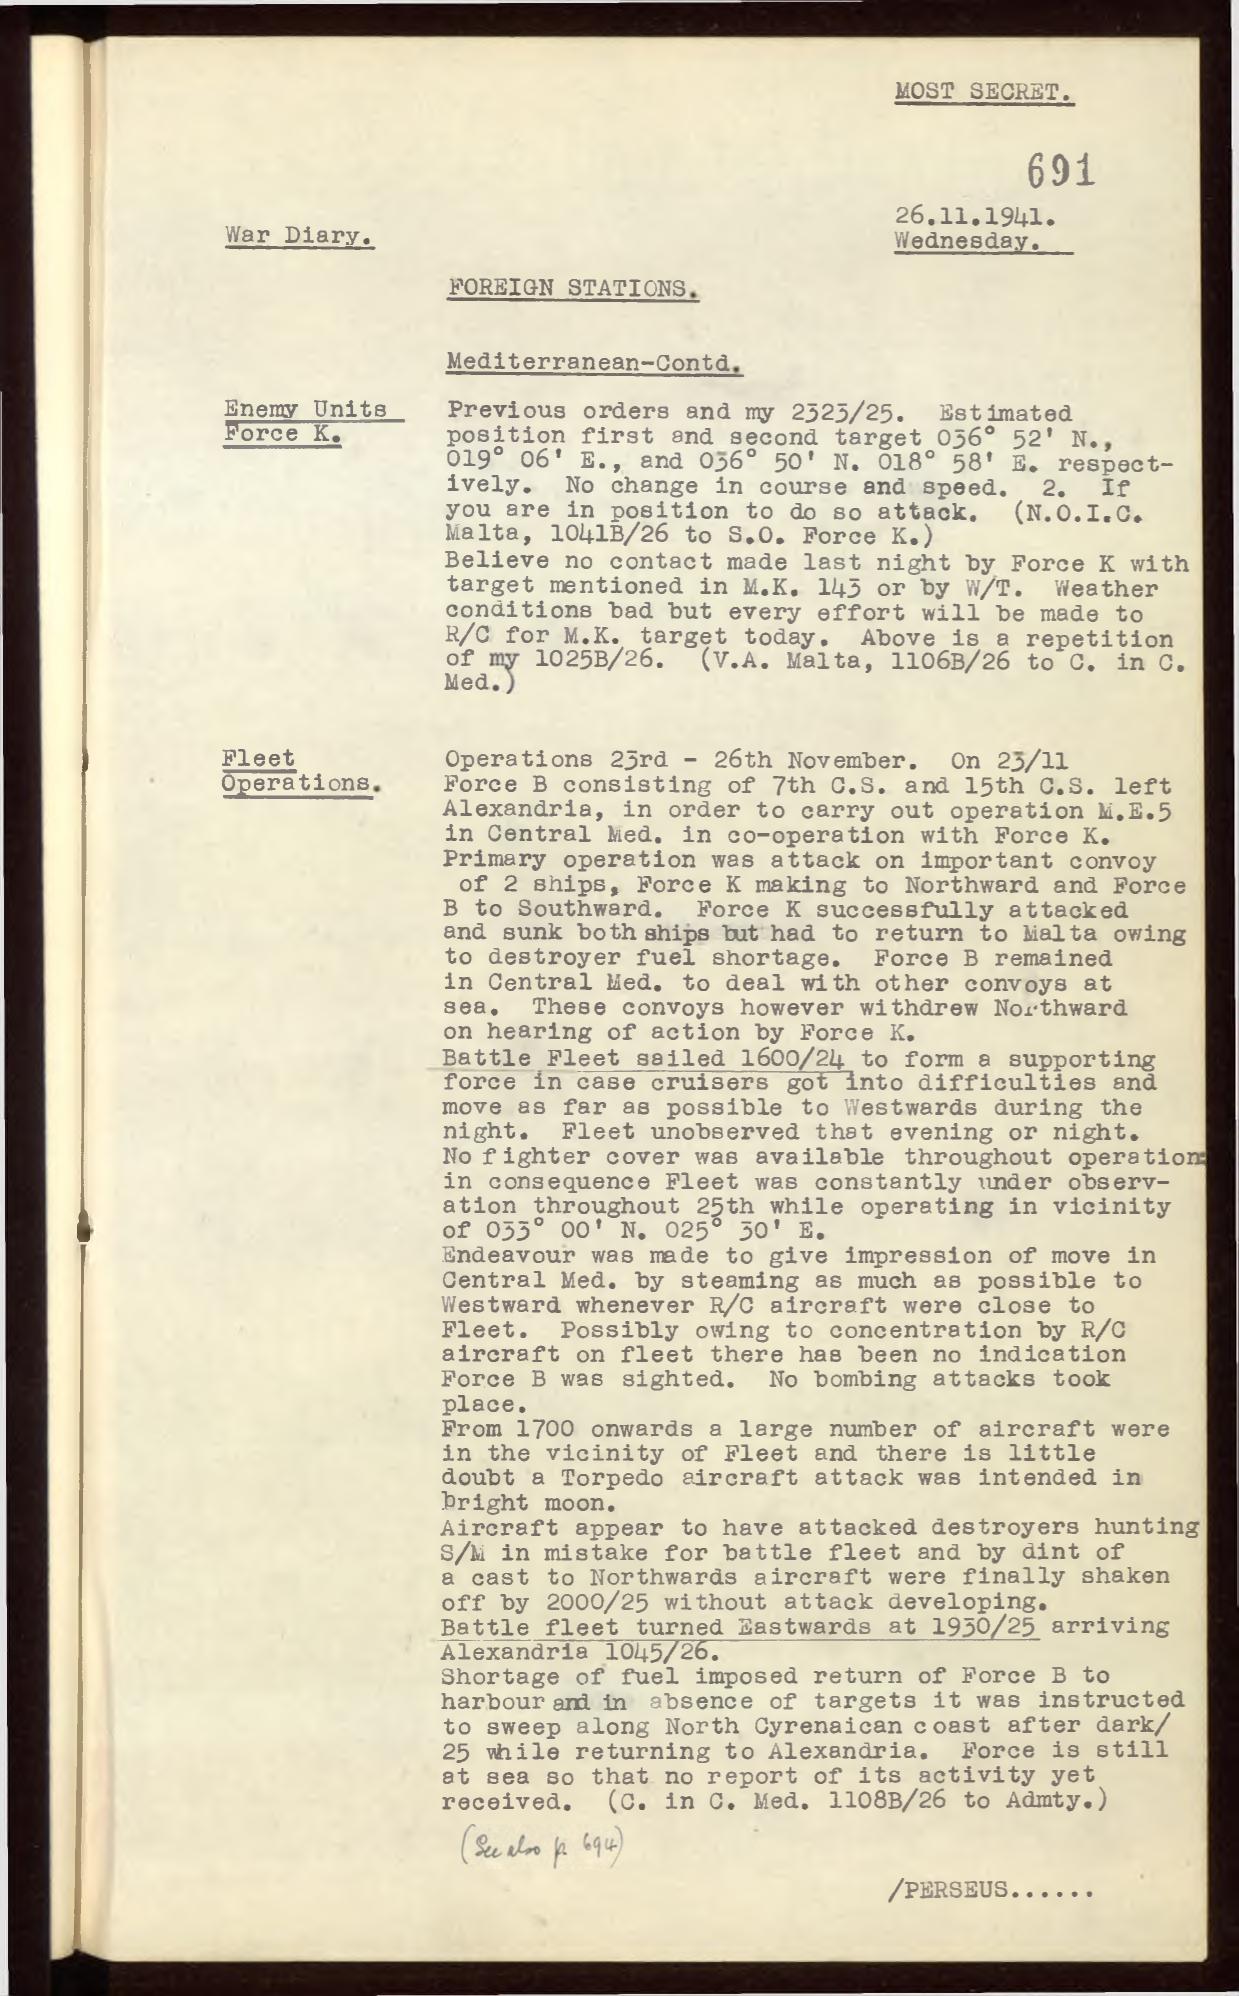 MOST SECRET.
691
26.11.1941.
Wednesday.
War Diary.
FOREIGN STATIONS.
Mediterranean-Contd.
Enemy Units
Force K.
Previous orders and my 2323/25. Estimated
position first and second target 036° 52' N.,
019° 06' E., and 036° 50' N. 018° 58' E. respect-
ively. No change in course and speed. 2. If
you are in position to do so attack. (N.O.I.C.
Malta, 1041B/26 to S.O. Force K.)
Believe no contact made last night by Force K with
target mentioned in M.K. 143 or by W/T. Weather
conditions bad but every effort will be made to
R/C for M.K. target today. Above is a repetition
of my 1025B/26. (V.A. Malta, 1106B/26 to C. in C.
Med.)
Fleet
Operations.
Operations 23rd - 26th November. On 23/11
Force B consisting of 7th C.S. and 15th C.S. left
Alexandria, in order to carry out operation M.E.5
in Central Med. in co-operation with Force K.
Primary operation was attack on important convoy
of 2 ships, Force K making to Northward and Force
B to Southward. Force K successfully attacked
and sunk both ships but had to return to Malta owing
to destroyer fuel shortage. Force B remained
in Central Med. to deal with other convoys at
sea. These convoys however withdrew Northward
on hearing of action by Force K.
Battle Fleet sailed 1600/24 to form a supporting
force in case cruisers got into difficulties and
move as far as possible to Westwards during the
night. Fleet unobserved that evening or night.
No fighter cover was available throughout operation:
in consequence Fleet was constantly under observ-
ation throughout 25th while operating in vicinity
of 033° 00' N. 025° 30' E.
Endeavour was made to give impression of move in
Central Med. by steaming as much as possible to
Westward whenever R/C aircraft were close to
Fleet. Possibly owing to concentration by R/C
aircraft on fleet there has been no indication
Force B was sighted. No bombing attacks took
place.
From 1700 onwards a large number of aircraft were
in the vicinity of Fleet and there is little
doubt a Torpedo aircraft attack was intended in
bright moon.
Aircraft appear to have attacked destroyers hunting
S/M in mistake for battle fleet and by dint of
a cast to Northwards aircraft were finally shaken
off by 2000/25 without attack developing.
Battle fleet turned Eastwards at 1930/25 arriving
Alexandria 1045/26.
Shortage of fuel imposed return of Force B to
harbour and in absence of targets it was instructed
to sweep along North Cyrenaican coast after dark/
25 while returning to Alexandria. Force is still
at sea so that no report of its activity yet
received. (C. in C. Med. 1108B/26 to Admty.)
(See also p. 694)
/PERSEUS......